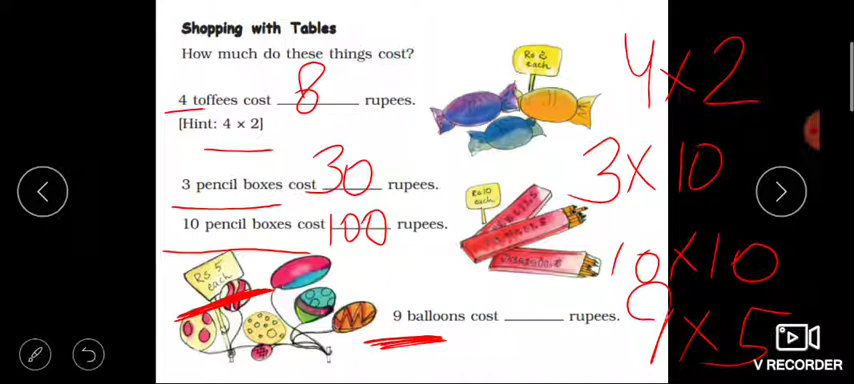 Shopping with Tables
How much do these things cost?
Rs 2
each
4 × 2
4 toffees cost 8 rupees.
[Hint: 4 × 2]
3 × 10
3 pencil boxes cost 30 rupees.
Rs 10
each
10 pencil boxes cost 100 rupees.
10 × 10
Rs 5
each
9 balloons cost ______ rupees.
9 × 5
V RECORDER